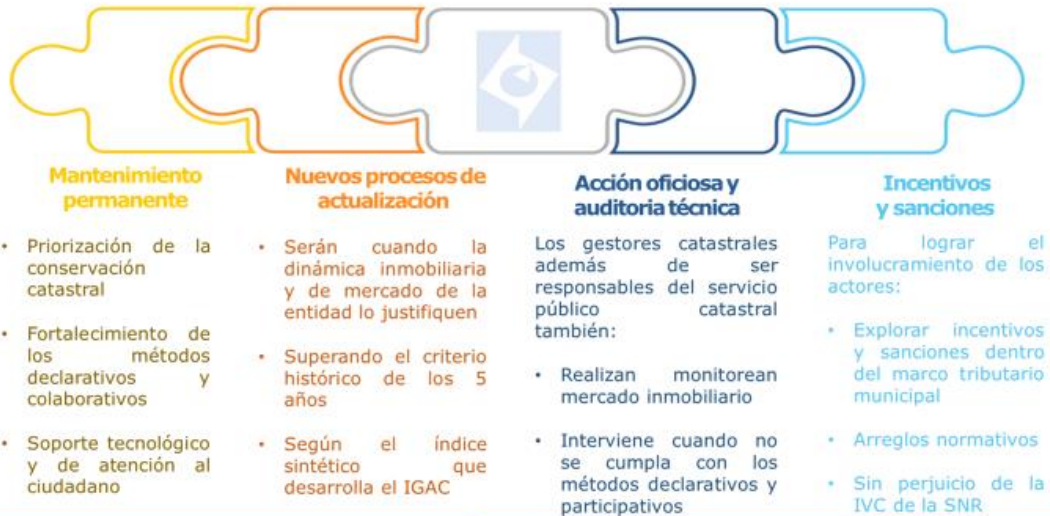 Mantenimiento
permanente
• Priorización de la
conservación
catastral
• Fortalecimiento de
los métodos
declarativos y
colaborativos
• Soporte tecnológico
y de atención al
ciudadano
Nuevos procesos de
actualización
• Serán cuando la
dinámica inmobiliaria
y de mercado de la
entidad lo justifiquen
• Superando el criterio
histórico de los 5
años
• Según el índice
sintético que
desarrolla el IGAC
Acción oficiosa y
auditoria técnica
Los gestores catastrales
además de ser
responsables del servicio
público catastral
también:
• Realizan monitorean
mercado inmobiliario
• Interviene cuando no
se cumpla con los
métodos declarativos y
participativos
Incentivos
y sanciones
Para lograr el
involucramiento de los
actores:
• Explorar incentivos
y sanciones dentro
del marco tributario
municipal
• Arreglos normativos
• Sin perjuicio de la
IVC de la SNR